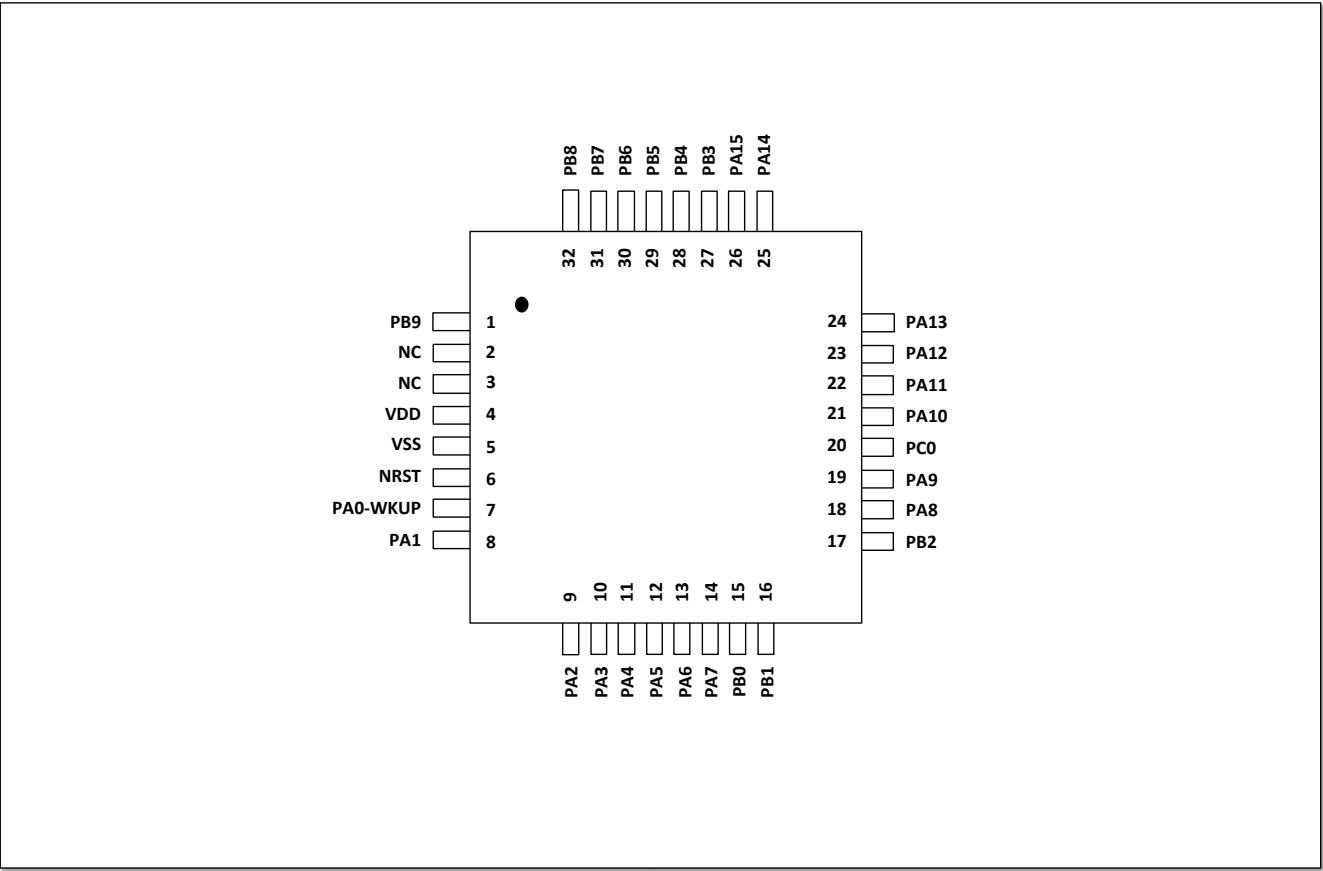 PB8 PB7 PB6 PB5 PB4 PB3 PA15 PA14
32 31 30 29 28 27 26 25
PB9 1 24 PA13
NC 2 23 PA12
NC 3 22 PA11
VDD 4 21 PA10
VSS 5 20 PC0
NRST 6 19 PA9
PA0-WKUP 7 18 PA8
PA1 8 17 PB2
9 10 11 12 13 14 15 16
PA2 PA3 PA4 PA5 PA6 PA7 PB0 PB1